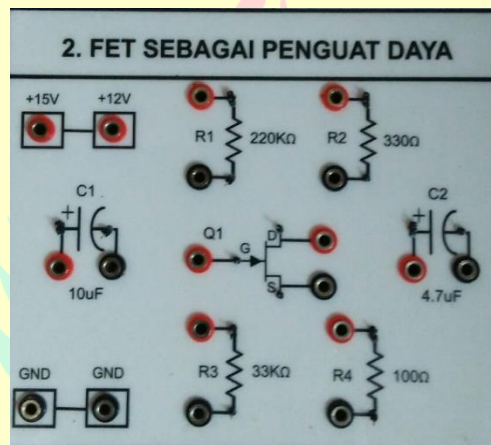 2. FET SEBAGAI PENGUAT DAYA
+15V +12V
R1 220KΩ R2 330Ω
C1 C2
+ +
Q1 G D S
10uF 4.7uF
GND GND
R3 33KΩ R4 100Ω